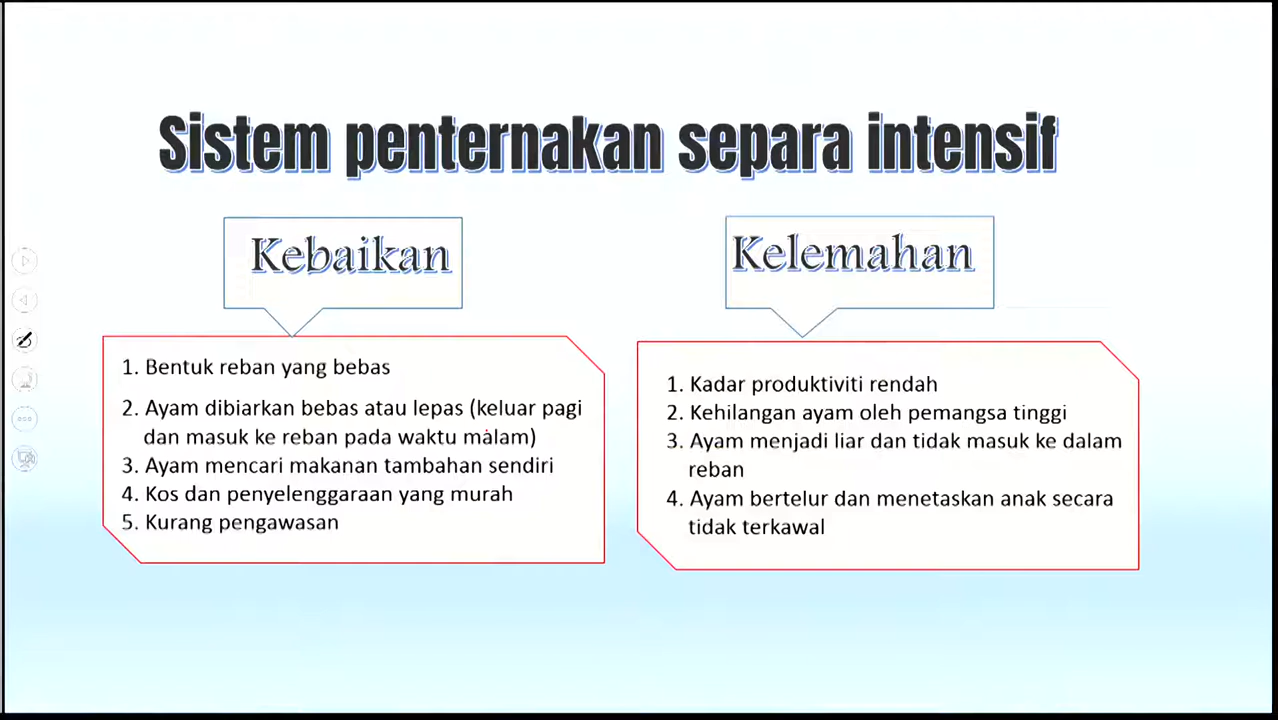 Sistem penternakan separa intensif
Kebaikan
1. Bentuk reban yang bebas
2. Ayam dibiarkan bebas atau lepas (keluar pagi
dan masuk ke reban pada waktu malam)
3. Ayam mencari makanan tambahan sendiri
4. Kos dan penyelenggaraan yang murah
5. Kurang pengawasan
Kelemahan
1. Kadar produktiviti rendah
2. Kehilangan ayam oleh pemangsa tinggi
3. Ayam menjadi liar dan tidak masuk ke dalam
reban
4. Ayam bertelur dan menetaskan anak secara
tidak terkawal